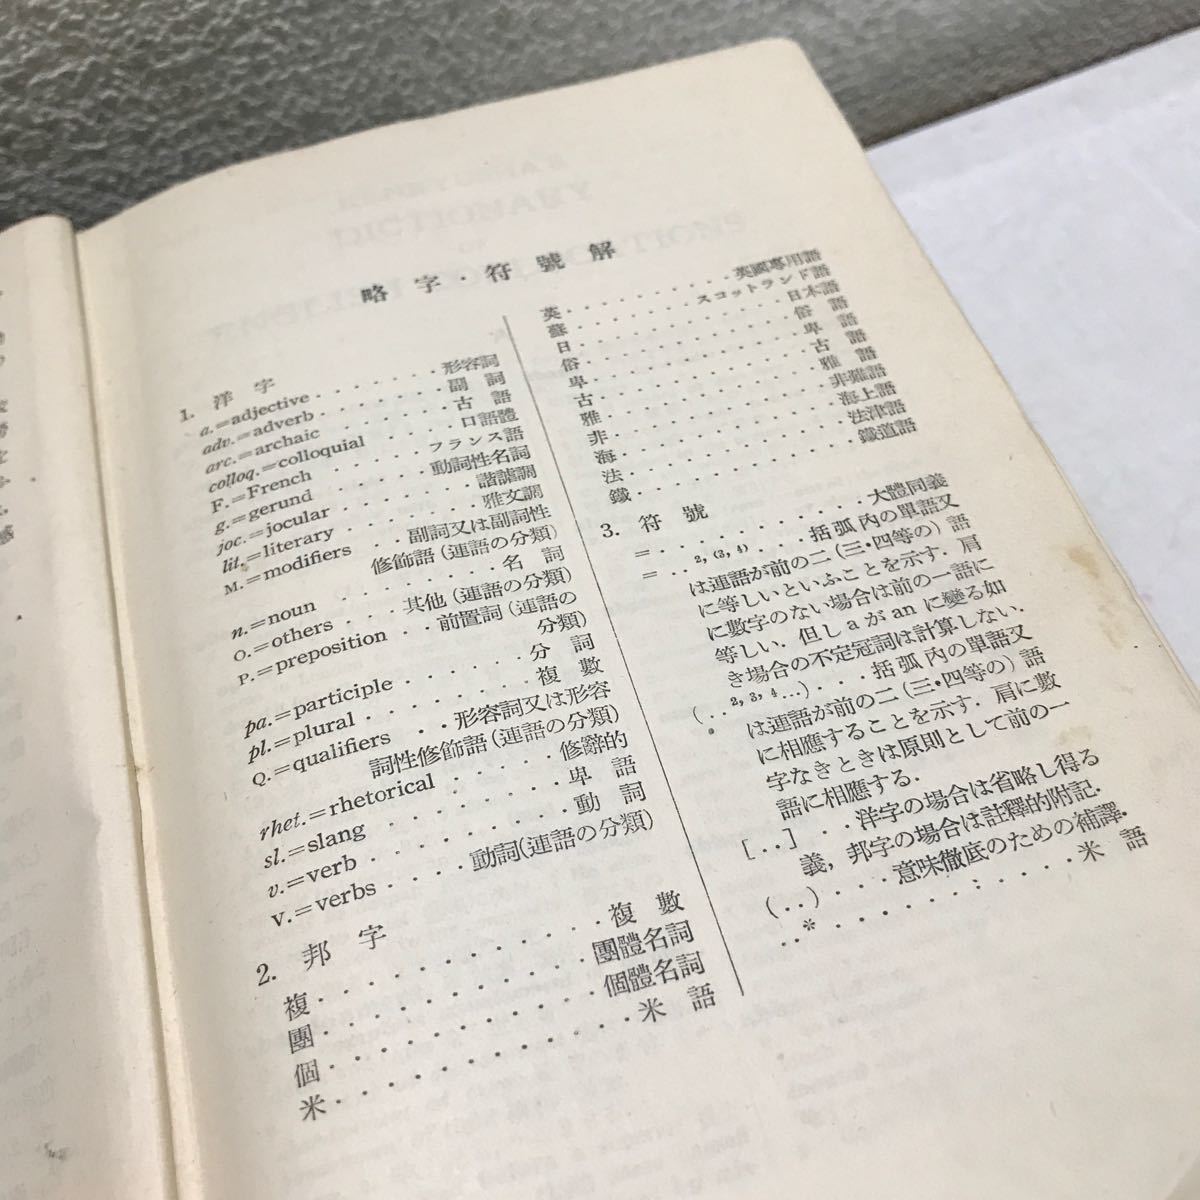 略字・符號解
1. 洋字
a.=adjective・・・・・・形容詞
adv.=adverb・・・・・・副詞
arc.=archaic・・・・・・古語
colloq.=colloquial・・・・口語體
F.=French・・・・・フランス語
g.=gerund・・・・・動詞性名詞
joc.=jocular・・・・・・諧謔調
lit.=literary・・・・・・雅文調
M.=modifiers・・副詞又は副詞性
修飾語(連語の分類)
n.=noun・・・・・・名詞
O.=others・・・其他(連語の分類)
P.=preposition・・前置詞(連語の
分類)
pa.=participle・・・・・分詞
pl.=plural・・・・・・・複數
Q.=qualifiers・・形容詞又は形容
詞性修飾語(連語の分類)
rhet.=rhetorical・・・・・修辭的
sl.=slang・・・・・・・卑語
v.=verb・・・・・・・・動詞
V.=verbs・・・・動詞(連語の分類)
2. 邦字
複・・・・・・・・・・複數
團・・・・・・・・・團體名詞
個・・・・・・・・・個體名詞
米・・・・・・・・・・米語
英・・・・・・・・英國專用語
蘇・・・・・・スコットランド語
日・・・・・・・・・日本語
俗・・・・・・・・・俗語
卑・・・・・・・・・卑語
古・・・・・・・・・古語
雅・・・・・・・・・雅語
非・・・・・・・・・非難語
海・・・・・・・・・海上語
法・・・・・・・・・法律語
鐵・・・・・・・・・鐵道語
3. 符號
=・・・・・・・・・大體同義
=・・2,(3,4)・・・括弧内の單語又
は連語が前の二(三・四等の)語
に等しいといふことを示す. 肩
に數字のない場合は前の一語に
等しい. 但しaがanに變る如
き場合の不定冠詞は計算しない.
(・・2,3,4...)・・・括弧内の單語又
は連語が前の二(三・四等の)語
に相應することを示す. 肩に數
字なきときは原則として前の一
語に相應する.
[..]・・・洋字の場合は省略し得る
義, 邦字の場合は註釋的附記.
(..)・・・・意味徹底のための補譯.
..*・・・・・・・・・米語